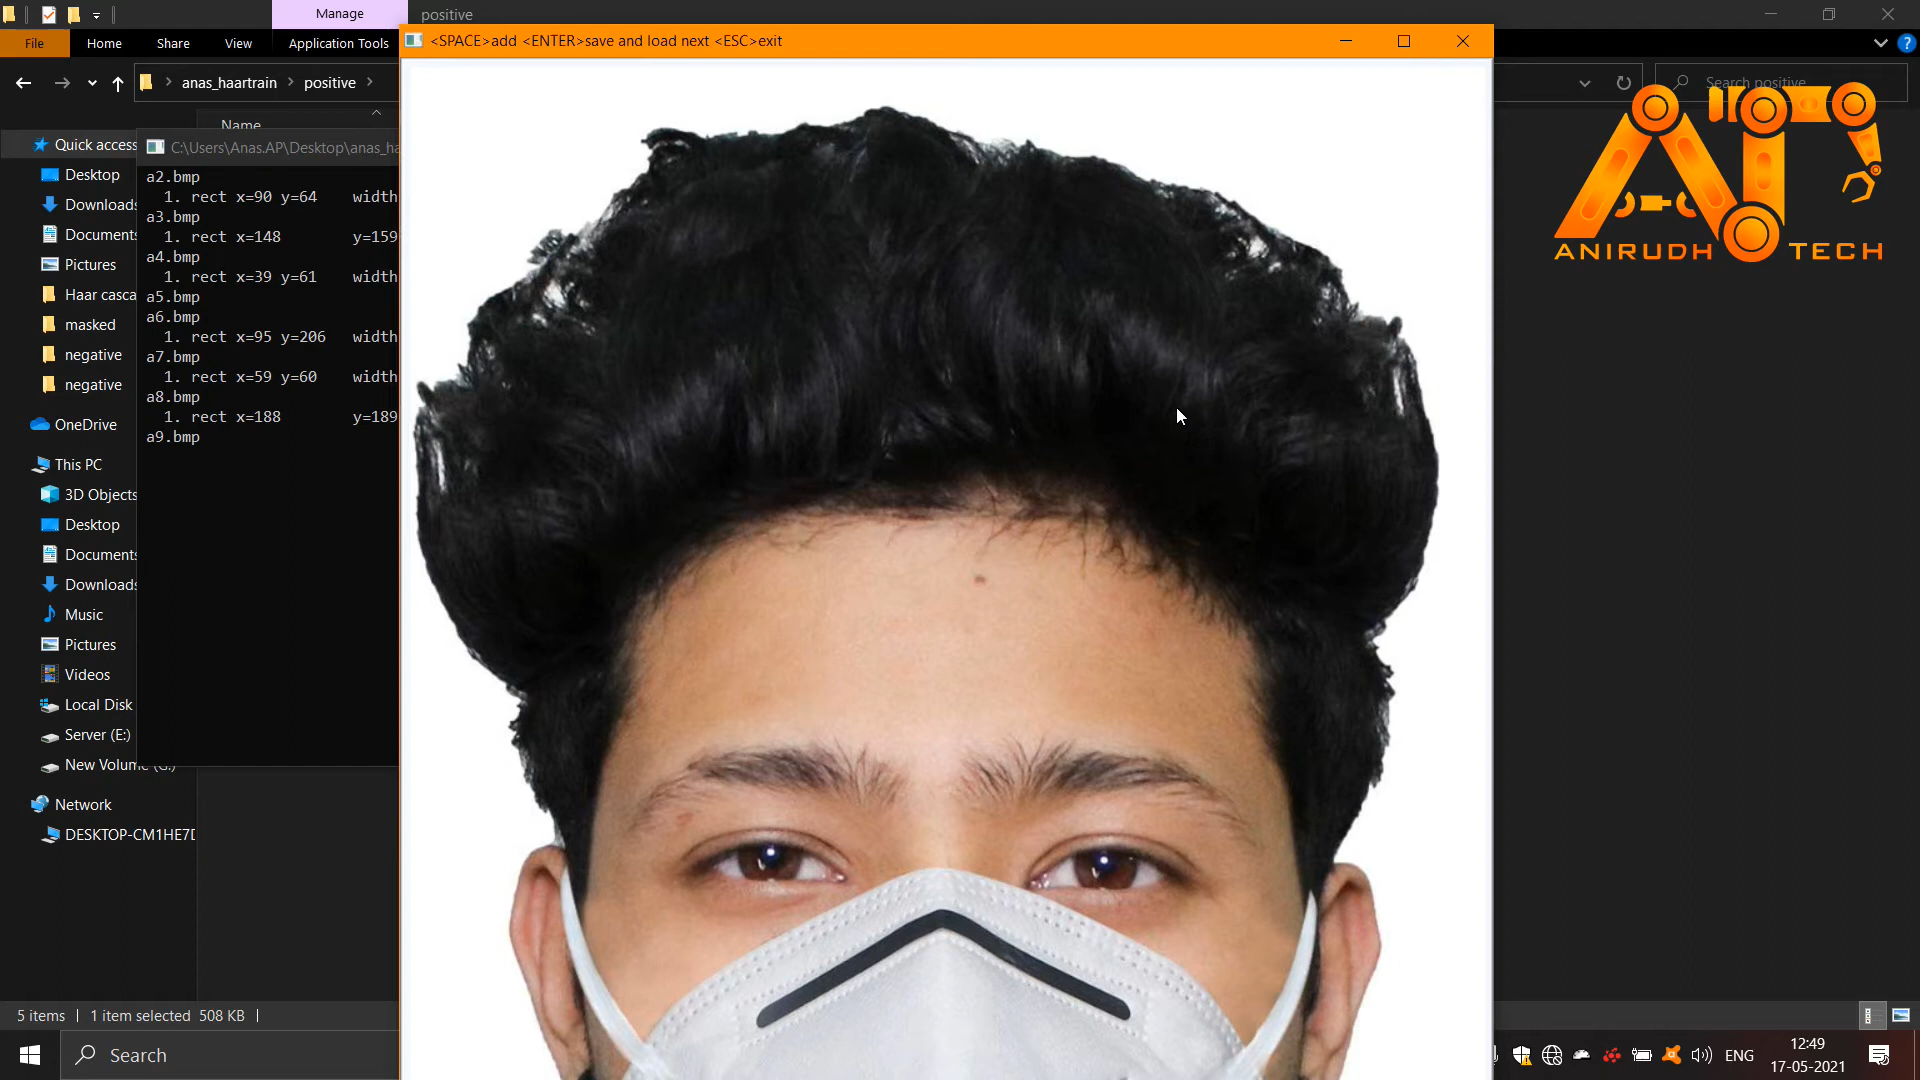 Manage
positive
File
Home
Share
View
Application Tools
<SPACE>add <ENTER>save and load next <ESC>exit
anas_haartrain
positive
Search positive
Name
C:\Users\Anas.AP\Desktop\anas_ha
a2.bmp
1. rect x=90 y=64 width
a3.bmp
1. rect x=148 y=159
a4.bmp
1. rect x=39 y=61 width
a5.bmp
a6.bmp
1. rect x=95 y=206 width
a7.bmp
1. rect x=59 y=60 width
a8.bmp
1. rect x=188 y=189
a9.bmp
Quick access
Desktop
Downloads
Documents
Pictures
Haar casca
masked
negative
negative
OneDrive
This PC
3D Objects
Desktop
Documents
Downloads
Music
Pictures
Videos
Local Disk
Server (E:)
New Volume (G:)
Network
DESKTOP-CM1HE7D
ANIRUDH TECH
5 items
1 item selected 508 KB
Search
ENG
12:49
17-05-2021